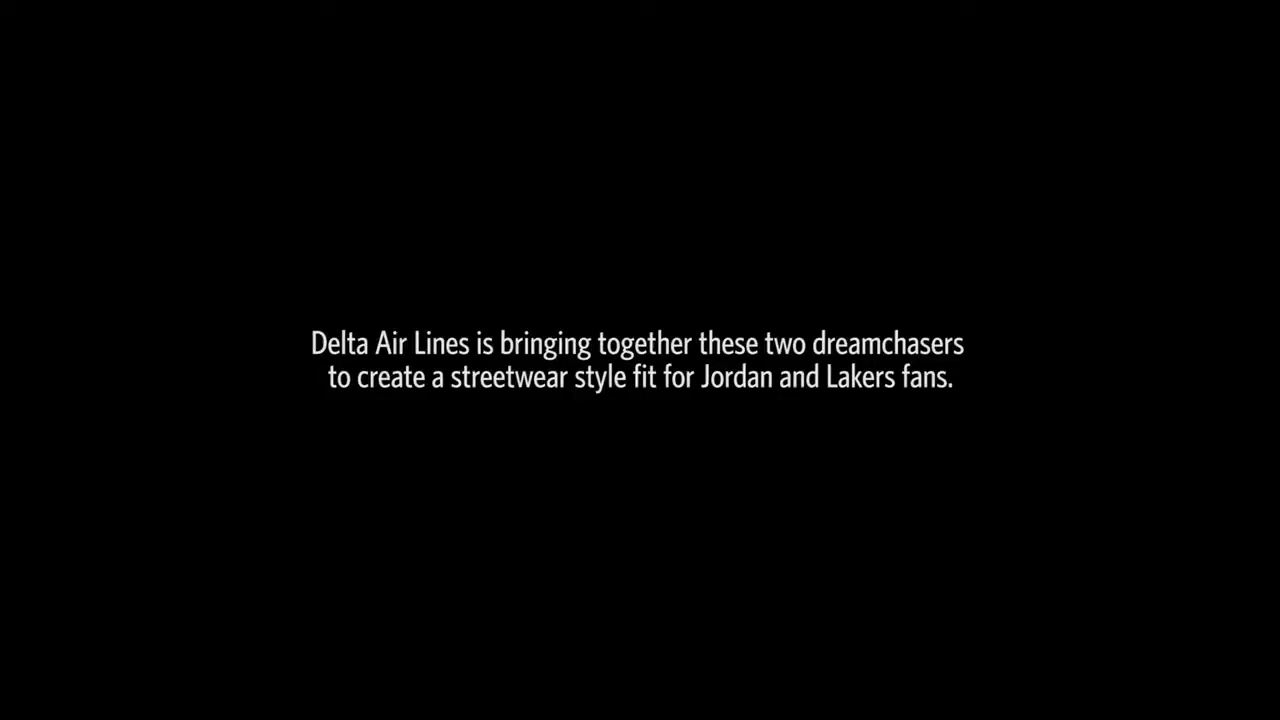 Delta Air Lines is bringing together these two dreamchasers
to create a streetwear style fit for Jordan and Lakers fans.